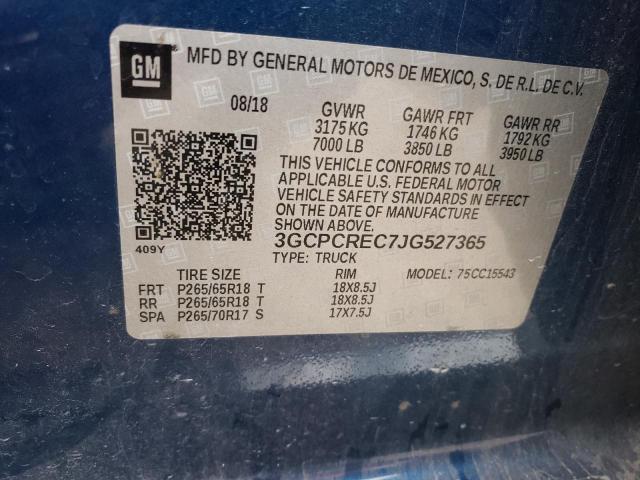 GM MFD BY GENERAL MOTORS DE MEXICO, S. DE R.L. DE C.V.
08/18 GVWR GAWR FRT GAWR RR
3175 KG 1746 KG 1792 KG
7000 LB 3850 LB 3950 LB
THIS VEHICLE CONFORMS TO ALL
APPLICABLE U.S. FEDERAL MOTOR
VEHICLE SAFETY STANDARDS IN EFFECT
ON THE DATE OF MANUFACTURE
SHOWN ABOVE.
3GCPCREC7JG527365
409Y
TYPE: TRUCK
TIRE SIZE RIM MODEL: 75CC15543
FRT P265/65R18 T 18X8.5J
RR P265/65R18 T 18X8.5J
SPA P265/70R17 S 17X7.5J